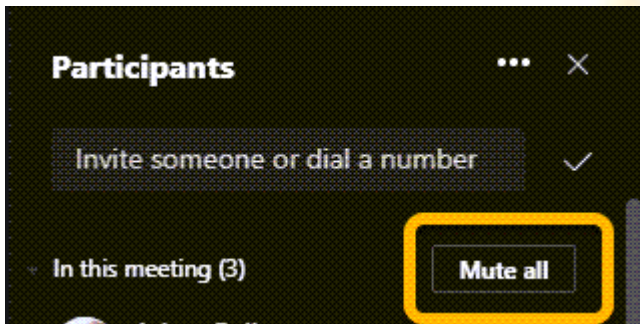 Participants
Invite someone or dial a number
In this meeting (3)
Mute all